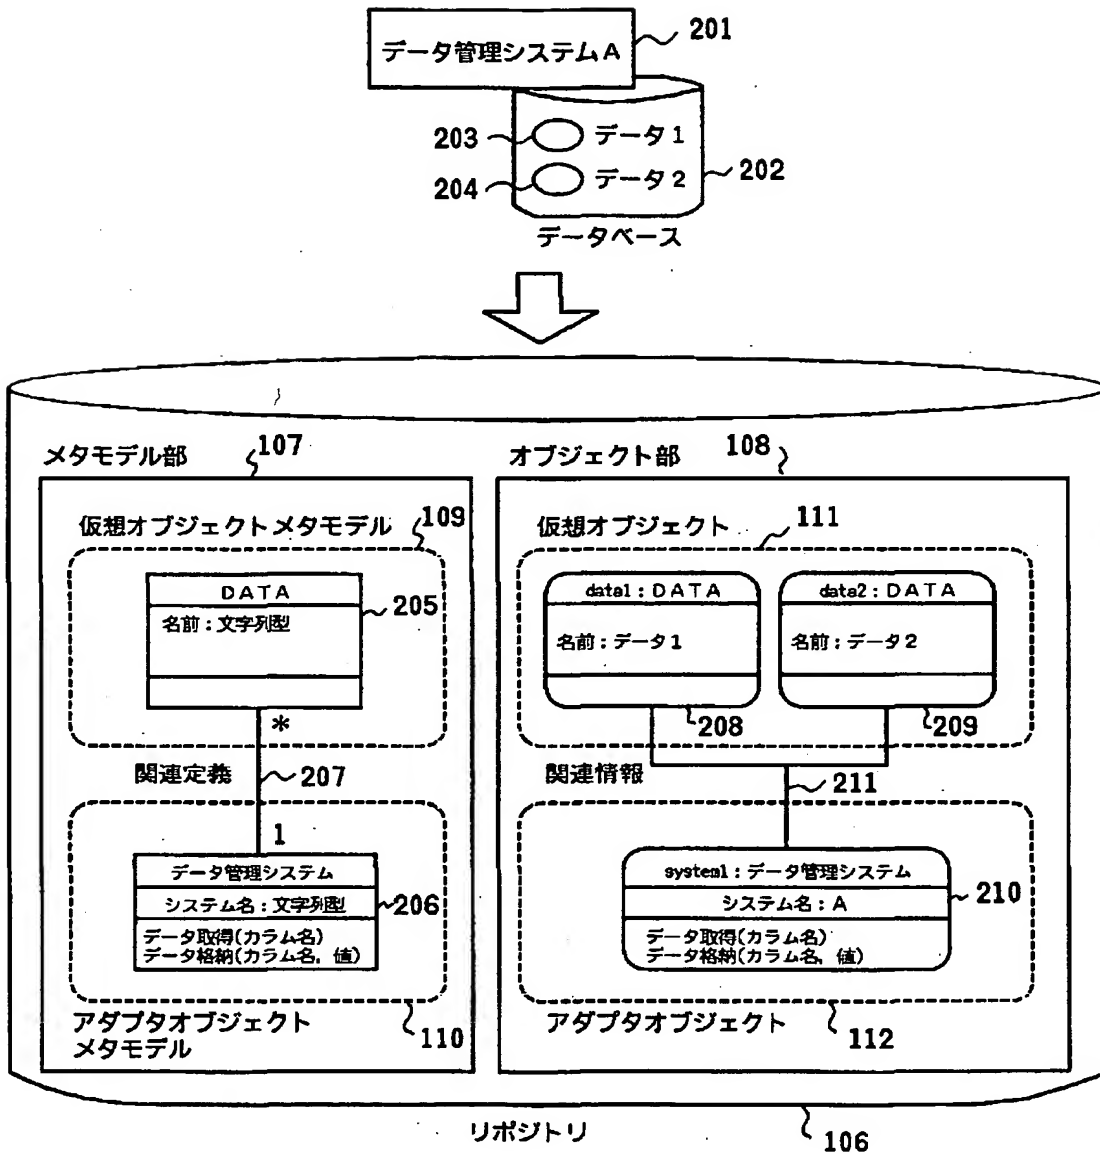 201
データ管理システムA
203
データ1
204
データ2
202
データベース
メタモデル部
107
オブジェクト部
108
仮想オブジェクトメタモデル
109
仮想オブジェクト
111
DATA
205
名前：文字列型
data1：DATA
data2：DATA
名前：データ1
名前：データ2
208
209
*
関連定義
207
関連情報
211
1
データ管理システム
システム名：文字列型
206
データ取得(カラム名)
データ格納(カラム名, 値)
system1：データ管理システム
システム名：A
210
データ取得(カラム名)
データ格納(カラム名, 値)
アダプタオブジェクト
メタモデル
110
アダプタオブジェクト
112
リポジトリ
106